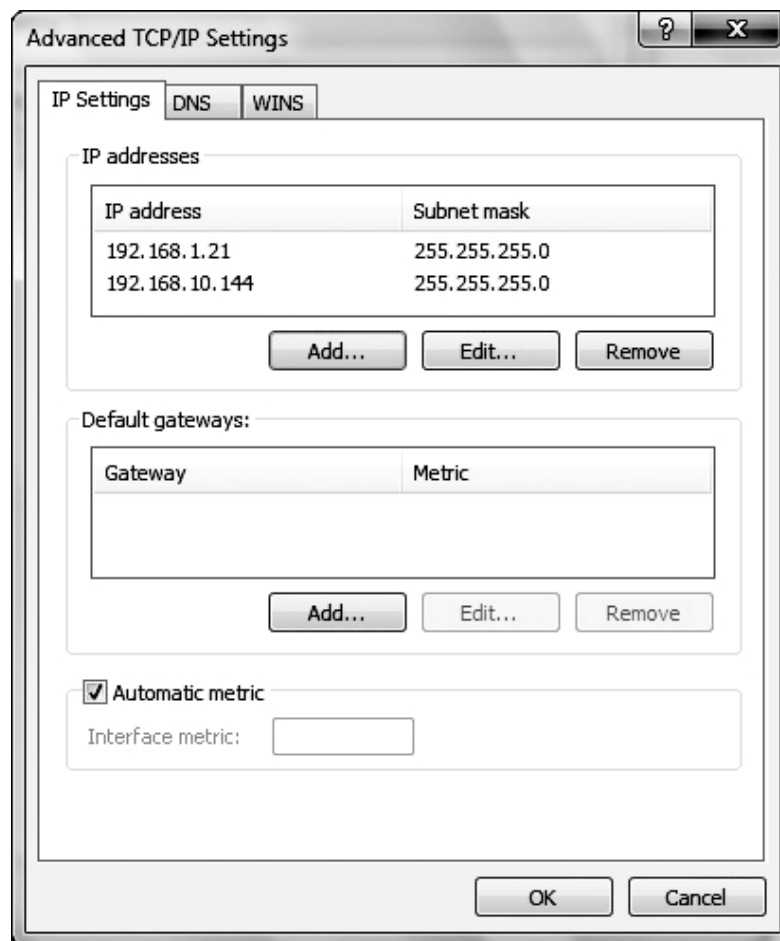 Advanced TCP/IP Settings
?
X
IP Settings
DNS
WINS
IP addresses
IP address Subnet mask
192.168.1.21 255.255.255.0
192.168.10.144 255.255.255.0
Add... Edit... Remove
Default gateways:
Gateway Metric
Add... Edit... Remove
Automatic metric
Interface metric:
OK Cancel